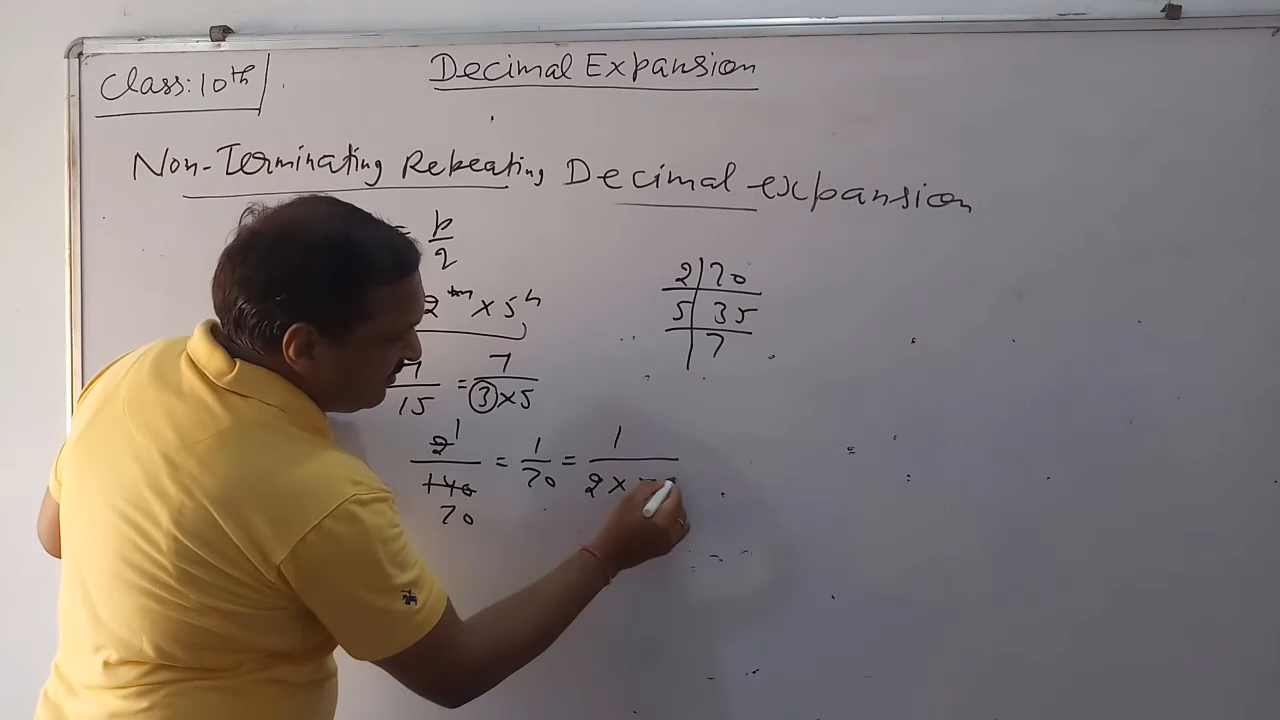 Class: 10th
Decimal Expansion
Non-Terminating Repeating Decimal expansion
= p/q
2^m × 5^n
7/15 = 7/(3×5)
2/140 1/70 = 1/70 = 1/(2×
2 | 70
5 | 35
| 7